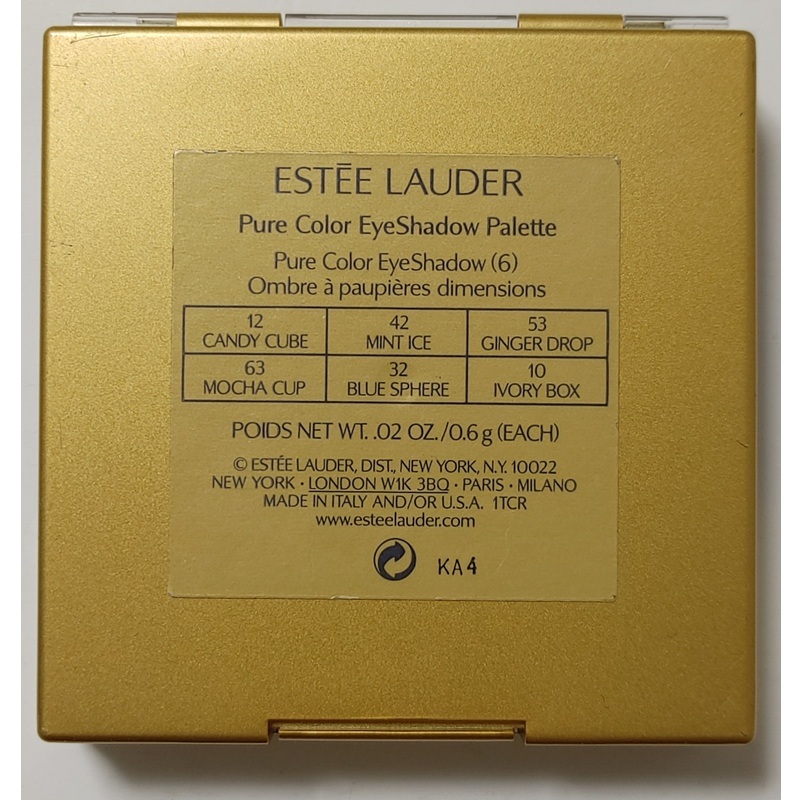 ESTĒE LAUDER
Pure Color EyeShadow Palette
Pure Color EyeShadow (6)
Ombre à paupières dimensions
12 42 53
CANDY CUBE MINT ICE GINGER DROP
63 32 10
MOCHA CUP BLUE SPHERE IVORY BOX
POIDS NET WT. .02 OZ./0.6 g (EACH)
© ESTÉE LAUDER, DIST., NEW YORK, N.Y. 10022
NEW YORK · LONDON W1K 3BQ · PARIS · MILANO
MADE IN ITALY AND/OR U.S.A. 1TCR
www.esteelauder.com
KA4